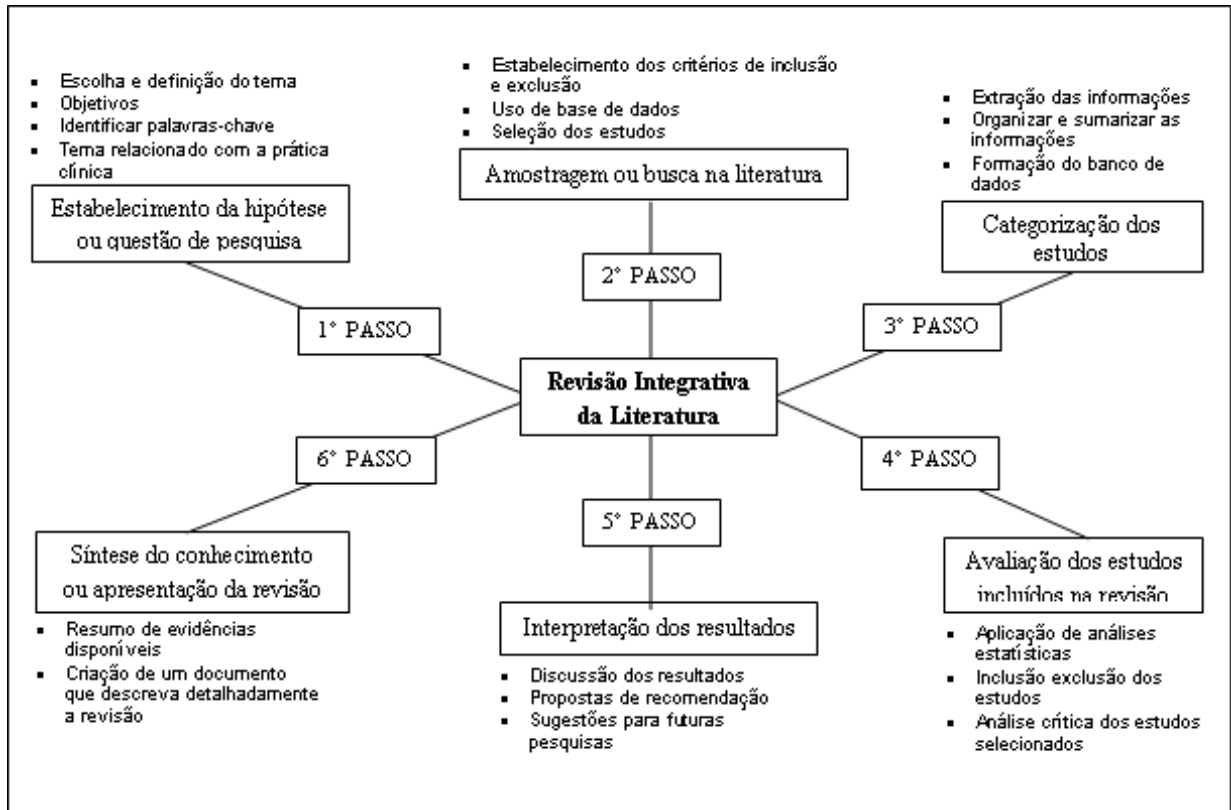 ▪ Escolha e definição do tema
▪ Objetivos
▪ Identificar palavras-chave
▪ Tema relacionado com a prática
clínica
Estabelecimento da hipótese
ou questão de pesquisa
1° PASSO
▪ Estabelecimento dos critérios de inclusão
e exclusão
▪ Uso de base de dados
▪ Seleção dos estudos
Amostragem ou busca na literatura
2° PASSO
▪ Extração das informações
▪ Organizar e sumarizar as
informações
▪ Formação do banco de
dados
Categorização dos
estudos
3° PASSO
Revisão Integrativa
da Literatura
4° PASSO
Avaliação dos estudos
incluídos na revisão
▪ Aplicação de análises
estatísticas
▪ Inclusão exclusão dos
estudos
▪ Análise crítica dos estudos
selecionados
5° PASSO
Interpretação dos resultados
▪ Discussão dos resultados
▪ Propostas de recomendação
▪ Sugestões para futuras
pesquisas
6° PASSO
Síntese do conhecimento
ou apresentação da revisão
▪ Resumo de evidências
disponíveis
▪ Criação de um documento
que descreva detalhadamente
a revisão